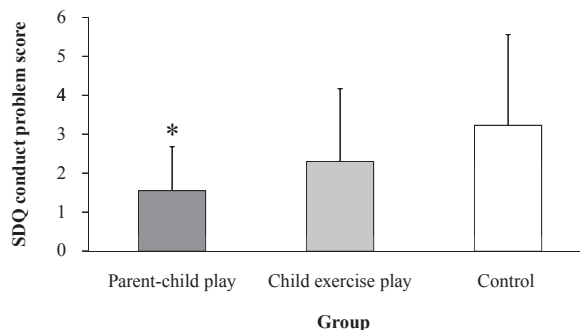 SDQ conduct problem score
6
5
4
3
2
1
0
*
Parent-child play
Child exercise play
Control
Group